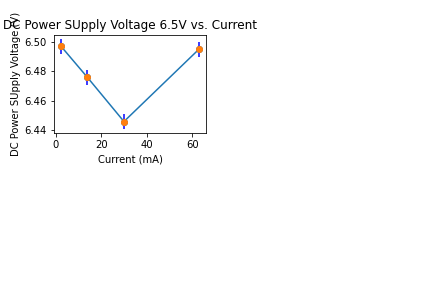 DC Power SUpply Voltage 6.5V vs. Current
DC Power SUpply Voltage (V)
6.50
6.48
6.46
6.44
0 20 40 60
Current (mA)